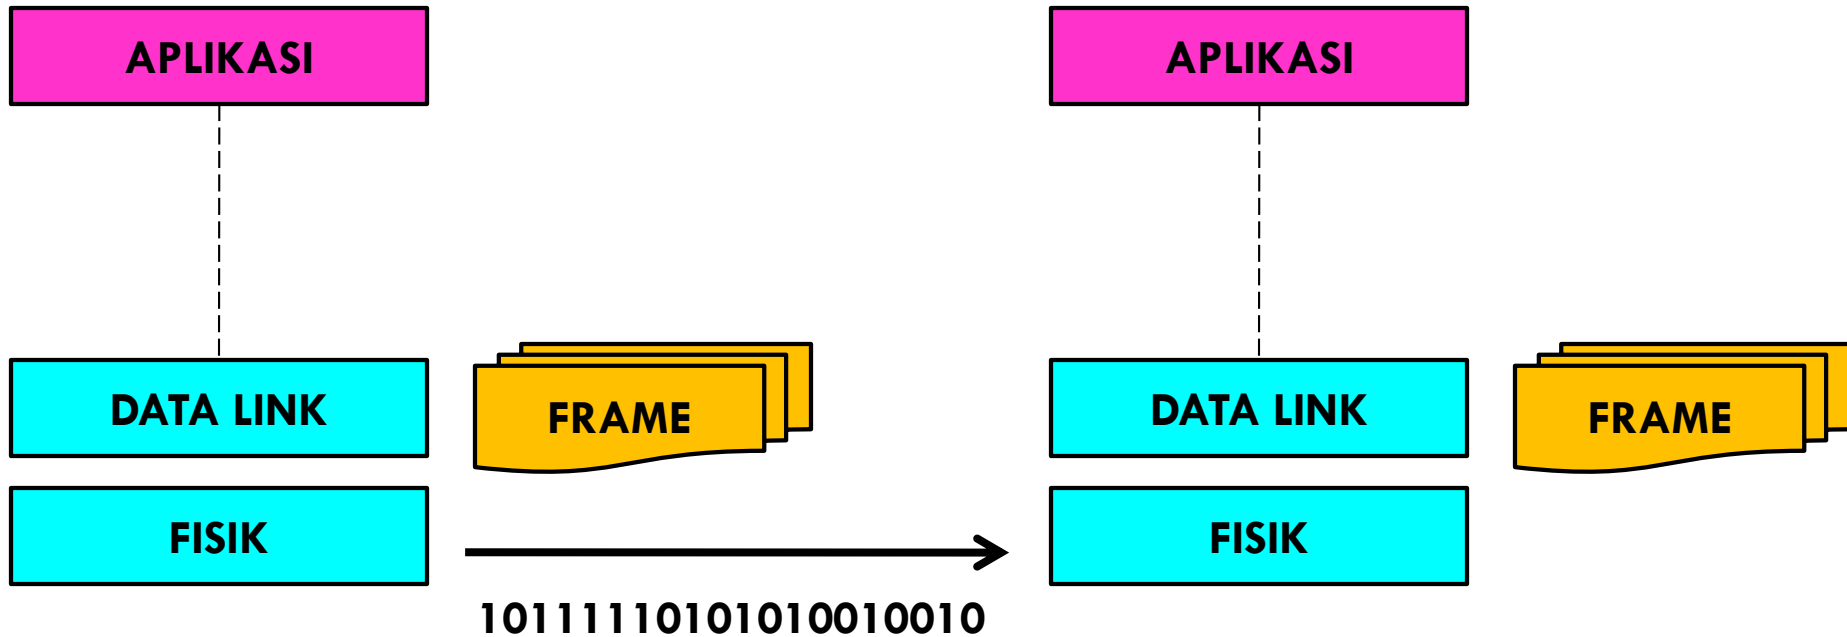 APLIKASI
APLIKASI
DATA LINK
FRAME
DATA LINK
FRAME
FISIK
FISIK
10111110101010010010